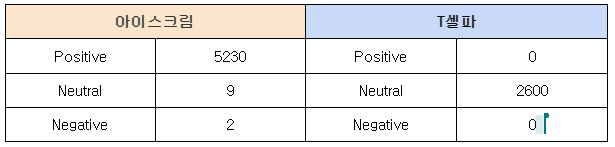 아이스크림 T셀파
Positive 5230 Positive 0
Neutral 9 Neutral 2600
Negative 2 Negative 0